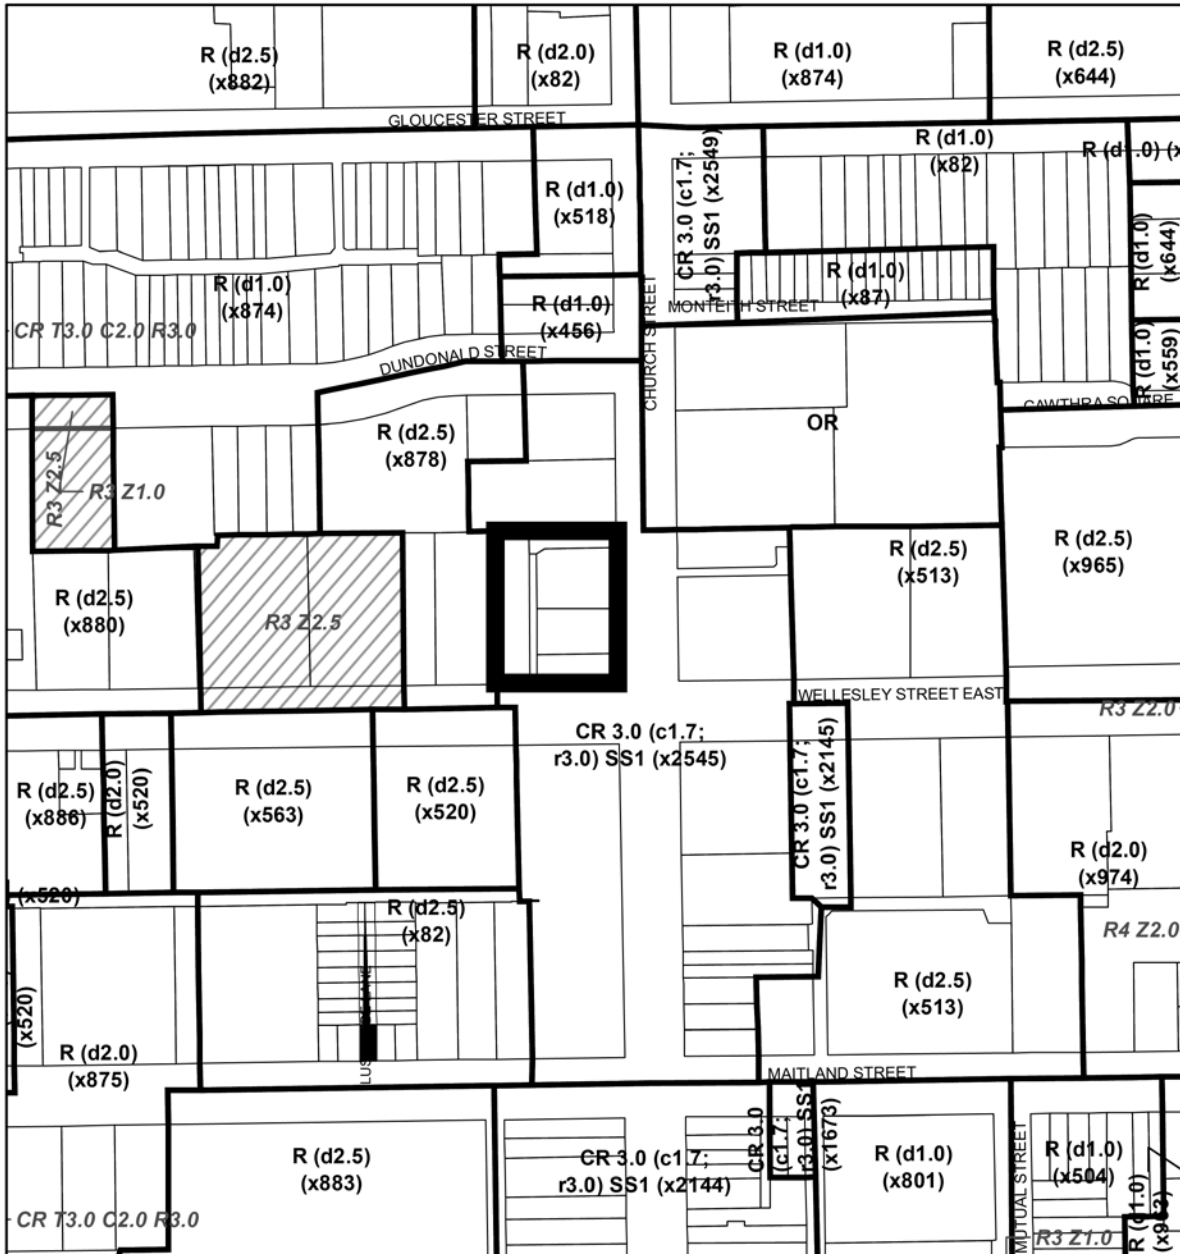 R (d2.5)
(x882)
R (d2.0)
(x82)
R (d1.0)
(x874)
R (d2.5)
(x644)
GLOUCESTER STREET
R (d1.0)
(x518)
CR 3.0 (c1.7;
r3.0) SS1 (x2549)
R (d1.0)
(x82)
R (d1.0) (x
R (d1.0)
(x644)
R (d1.0)
(x874)
R (d1.0)
(x456)
R (d1.0)
(x87)
MONTEITH STREET
CHURCH STREET
R (d1.0)
(x559)
CR T3.0 C2.0 R3.0
DUNDONALD STREET
CAWTHRA SQUARE
R (d2.5)
(x878)
OR
R3 Z2.5
R3 Z1.0
R (d2.5)
(x513)
R (d2.5)
(x965)
R (d2.5)
(x880)
R3 Z2.5
WELLESLEY STREET EAST
R3 Z2.0
CR 3.0 (c1.7;
r3.0) SS1 (x2545)
CR 3.0 (c1.7;
r3.0) SS1 (x2145)
R (d2.5)
(x886)
R (d2.0)
(x520)
R (d2.5)
(x563)
R (d2.5)
(x520)
R (d2.0)
(x974)
(x520)
R (d2.5)
(x82)
R4 Z2.0
R (d2.5)
(x513)
(x520)
R (d2.0)
(x875)
MAITLAND STREET
R (d2.5)
(x883)
CR 3.0 (c1.7;
r3.0) SS1 (x2144)
CR 3.0
(c1.7;
r3.0) SS1
(x1673)
R (d1.0)
(x801)
MUTUAL STREET
R (d1.0)
(x504)
R (d1.0)
(x963)
CR T3.0 C2.0 R3.0
R3 Z1.0